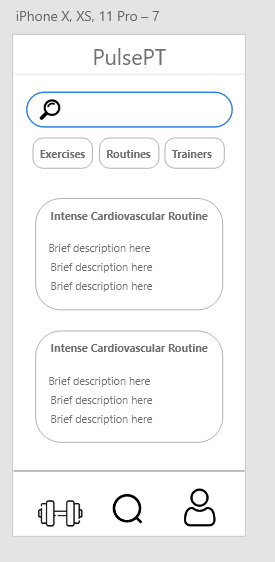 iPhone X, XS, 11 Pro – 7
PulsePT
Exercises
Routines
Trainers
Intense Cardiovascular Routine
Brief description here
Brief description here
Brief description here
Intense Cardiovascular Routine
Brief description here
Brief description here
Brief description here